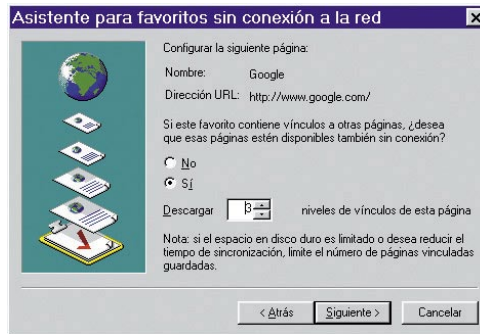 Asistente para favoritos sin conexión a la red
Configurar la siguiente página:
Nombre: Google
Dirección URL: http://www.google.com/
Si este favorito contiene vínculos a otras páginas, ¿desea
que esas páginas estén disponibles también sin conexión?
No
Sí
Descargar 3 niveles de vínculos de esta página
Nota: si el espacio en disco duro es limitado o desea reducir el
tiempo de sincronización, limite el número de páginas vinculadas
guardadas.
< Atrás Siguiente > Cancelar